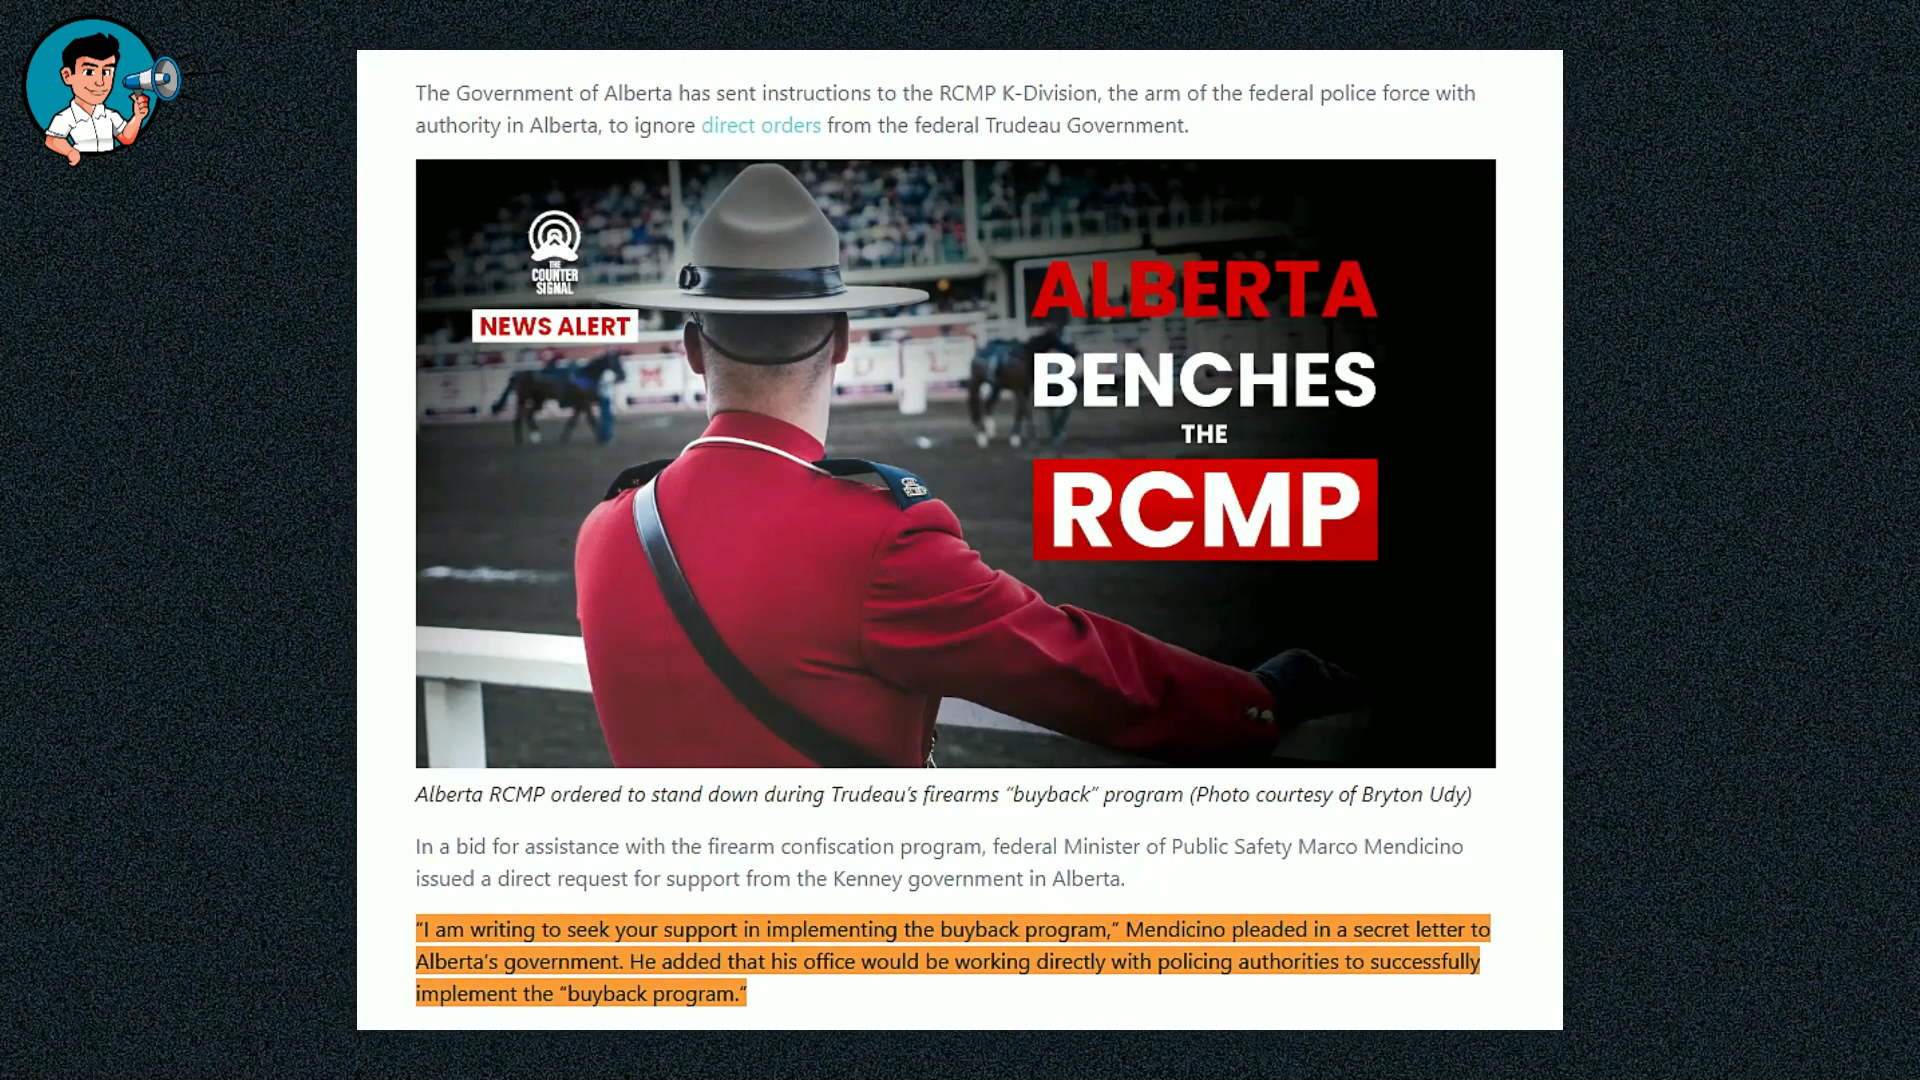 The Government of Alberta has sent instructions to the RCMP K-Division, the arm of the federal police force with
authority in Alberta, to ignore direct orders from the federal Trudeau Government.
THE
COUNTER
SIGNAL
NEWS ALERT
ALBERTA
BENCHES
THE
RCMP
Alberta RCMP ordered to stand down during Trudeau’s firearms “buyback” program (Photo courtesy of Bryton Udy)
In a bid for assistance with the firearm confiscation program, federal Minister of Public Safety Marco Mendicino
issued a direct request for support from the Kenney government in Alberta.
“I am writing to seek your support in implementing the buyback program,” Mendicino pleaded in a secret letter to
Alberta’s government. He added that his office would be working directly with policing authorities to successfully
implement the “buyback program.”